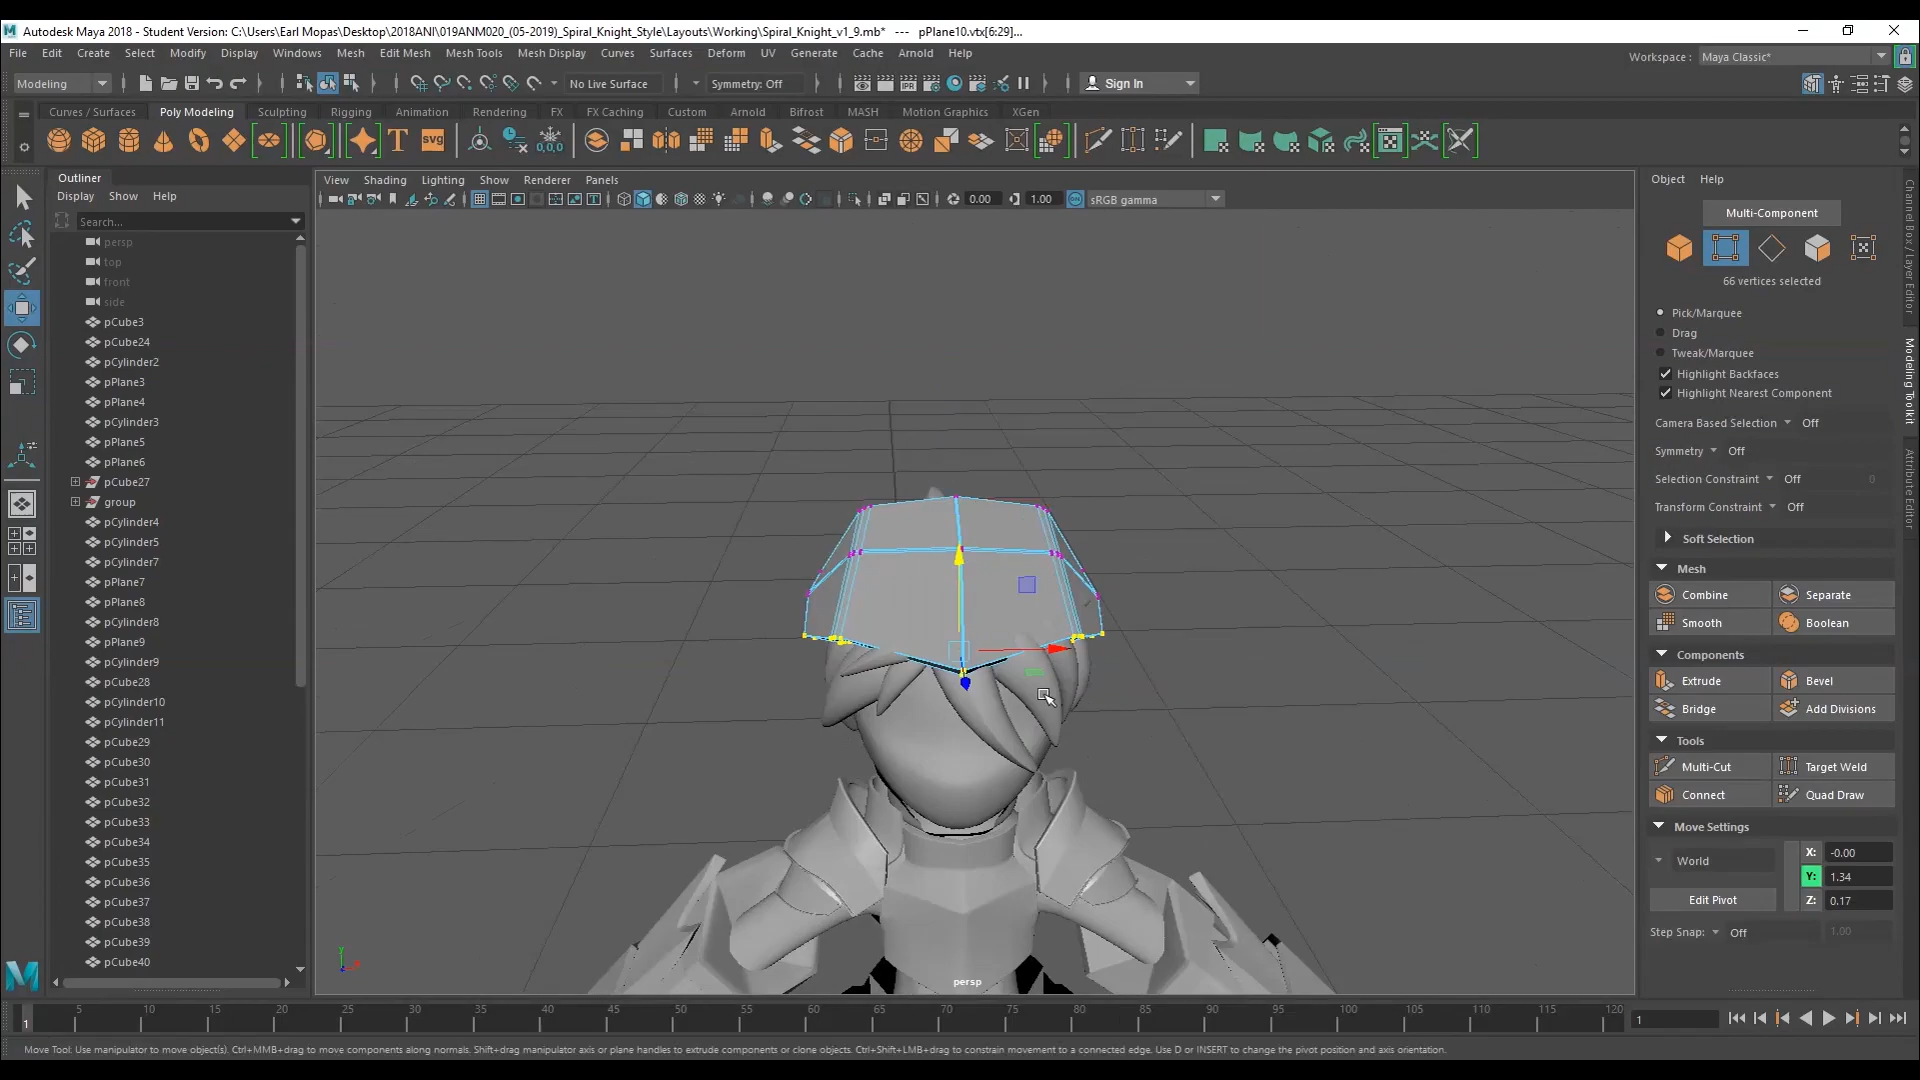 Autodesk Maya 2018 - Student Version: C:\Users\Earl Mopas\Desktop\2018ANI\019ANM020_(05-2019)_Spiral_Knight_Style\Layouts\Working\Spiral_Knight_v1_9.mb* --- pPlane10.vtx[6:29]...
File Edit Create Select Modify Display Windows Mesh Edit Mesh Mesh Tools Mesh Display Curves Surfaces Deform UV Generate Cache Arnold Help
Workspace : Maya Classic*
Modeling No Live Surface Symmetry: Off Sign In
Curves / Surfaces Poly Modeling Sculpting Rigging Animation Rendering FX FX Caching Custom Arnold Bifrost MASH Motion Graphics XGen
T SVG 0,0,0
Outliner
Display Show Help
Search...
persp
top
front
side
pCube3
pCube24
pCylinder2
pPlane3
pPlane4
pCylinder3
pPlane5
pPlane6
pCube27
group
pCylinder4
pCylinder5
pCylinder7
pPlane7
pPlane8
pCylinder8
pPlane9
pCylinder9
pCube28
pCylinder10
pCylinder11
pCube29
pCube30
pCube31
pCube32
pCube33
pCube34
pCube35
pCube36
pCube37
pCube38
pCube39
pCube40
View Shading Lighting Show Renderer Panels
0.00 1.00 sRGB gamma
persp
Object Help
Multi-Component
66 vertices selected
Pick/Marquee
Drag
Tweak/Marquee
Highlight Backfaces
Highlight Nearest Component
Camera Based Selection Off
Symmetry Off
Selection Constraint Off 0
Transform Constraint Off
Soft Selection
Mesh
Combine Separate
Smooth Boolean
Components
Extrude Bevel
Bridge Add Divisions
Tools
Multi-Cut Target Weld
Connect Quad Draw
Move Settings
World X: -0.00
Y: 1.34
Edit Pivot Z: 0.17
Step Snap: Off 1.00
Channel Box / Layer Editor
Modeling Toolkit
Attribute Editor
1 5 10 15 20 25 30 35 40 45 50 55 60 65 70 75 80 85 90 95 100 105 110 115 120
1
Move Tool: Use manipulator to move object(s). Ctrl+MMB+drag to move components along normals. Shift+drag manipulator axis or plane handles to extrude components or clone objects. Ctrl+Shift+LMB+drag to constrain movement to a connected edge. Use D or INSERT to change the pivot position and axis orientation.